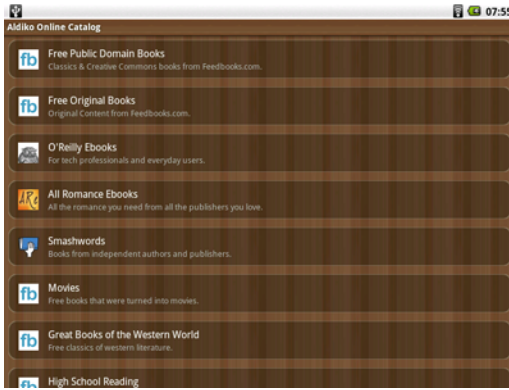 07:55
Aldiko Online Catalog
fb
Free Public Domain Books
Classics & Creative Commons books from Feedbooks.com.
fb
Free Original Books
Original Content from Feedbooks.com.
O'Reilly Ebooks
For tech professionals and everyday users.
ARe
All Romance Ebooks
All the romance you need from all the publishers you love.
Smashwords
Books from independent authors and publishers.
fb
Movies
Free books that were turned into movies.
fb
Great Books of the Western World
Free classics of western literature.
fb
High School Reading